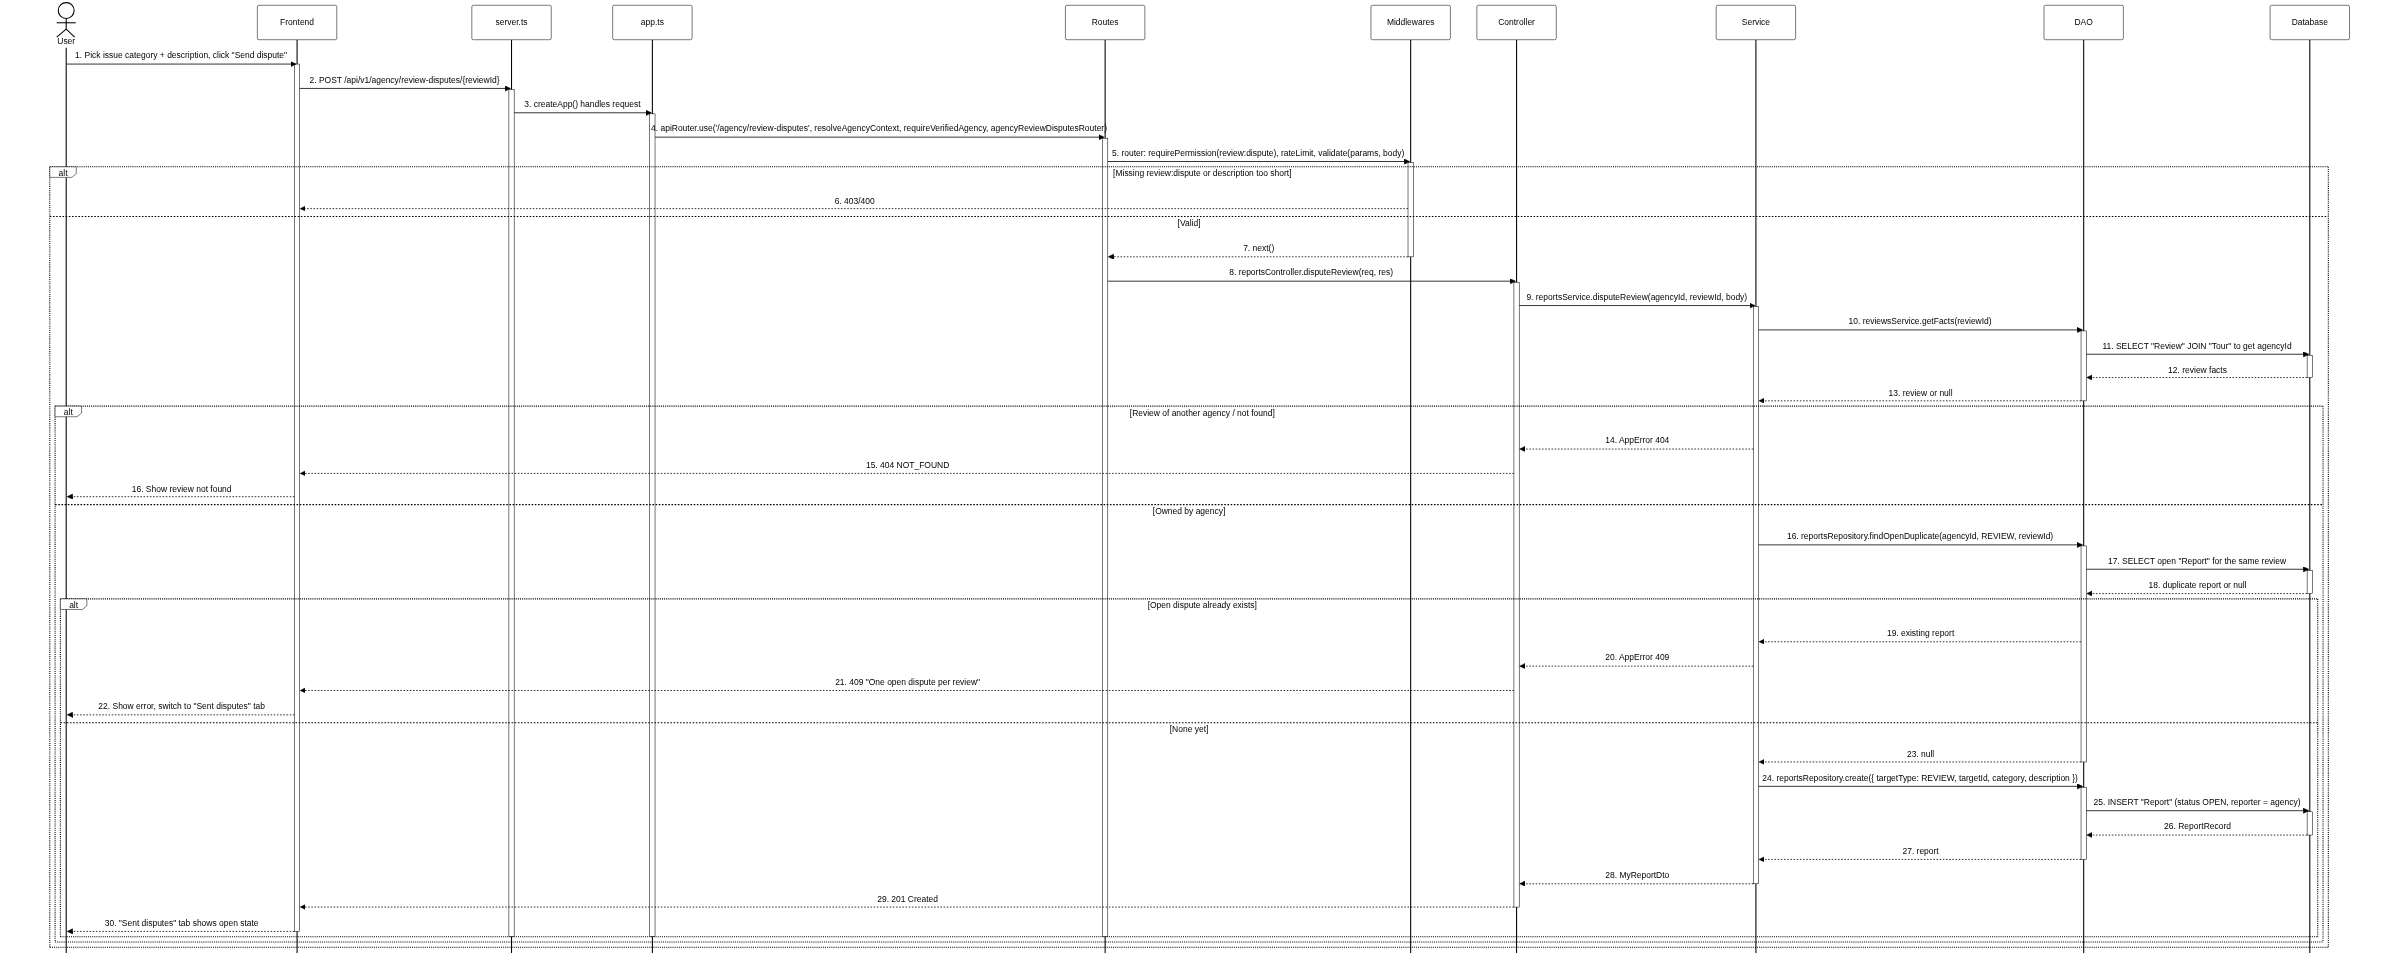 User
Frontend
server.ts
app.ts
Routes
Middlewares
Controller
Service
DAO
Database
1. Pick issue category + description, click "Send dispute"
2. POST /api/v1/agency/review-disputes/{reviewId}
3. createApp() handles request
4. apiRouter.use('/agency/review-disputes', resolveAgencyContext, requireVerifiedAgency, agencyReviewDisputesRouter)
5. router: requirePermission(review:dispute), rateLimit, validate(params, body)
alt
[Missing review:dispute or description too short]
6. 403/400
[Valid]
7. next()
8. reportsController.disputeReview(req, res)
9. reportsService.disputeReview(agencyId, reviewId, body)
10. reviewsService.getFacts(reviewId)
11. SELECT "Review" JOIN "Tour" to get agencyId
12. review facts
13. review or null
alt
[Review of another agency / not found]
14. AppError 404
15. 404 NOT_FOUND
16. Show review not found
[Owned by agency]
16. reportsRepository.findOpenDuplicate(agencyId, REVIEW, reviewId)
17. SELECT open "Report" for the same review
18. duplicate report or null
alt
[Open dispute already exists]
19. existing report
20. AppError 409
21. 409 "One open dispute per review"
22. Show error, switch to "Sent disputes" tab
[None yet]
23. null
24. reportsRepository.create({ targetType: REVIEW, targetId, category, description })
25. INSERT "Report" (status OPEN, reporter = agency)
26. ReportRecord
27. report
28. MyReportDto
29. 201 Created
30. "Sent disputes" tab shows open state